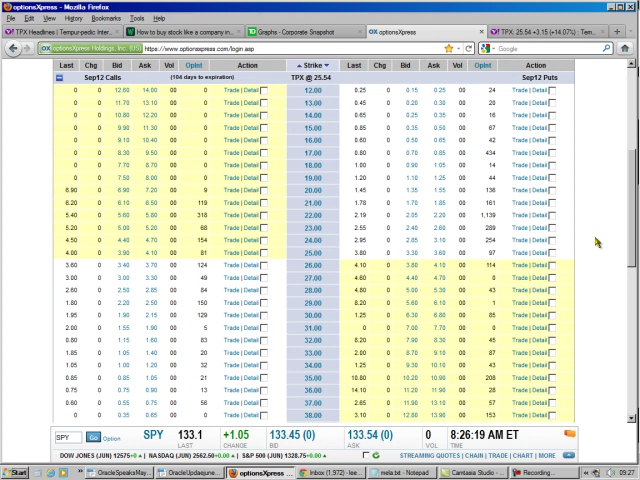 optionsXpress - Mozilla Firefox
File Edit View History Bookmarks Tools Help
TPX Headlines | Tempur-pedic Inter... How to buy stock like a company in... Graphs - Corporate Snapshot optionsXpress TPX: 25.54 +3.15 (+14.07%) : Temp...
optionsXpress Holdings, Inc. (US) https://www.optionsxpress.com/login.asp Google
Last Chg Bid Ask Vol OpInt Action Strike Last Chg Bid Ask Vol OpInt Action
Sep12 Calls (104 days to expiration) TPX @ 25.54 Sep12 Puts
0 0 12.60 14.00 00 0 Trade | Detail 12.00 0.25 0 0.15 0.25 00 24 Trade | Detail
0 0 11.70 13.10 00 0 Trade | Detail 13.00 0.45 0 0.20 0.30 00 20 Trade | Detail
0 0 10.80 12.20 00 0 Trade | Detail 14.00 0.65 0 0.25 0.35 00 16 Trade | Detail
0 0 9.90 11.30 00 0 Trade | Detail 15.00 0.85 0 0.35 0.50 00 67 Trade | Detail
0 0 9.10 10.40 00 0 Trade | Detail 16.00 0.60 0 0.50 0.65 00 42 Trade | Detail
0 0 8.30 9.50 00 0 Trade | Detail 17.00 0.80 0 0.70 0.85 00 434 Trade | Detail
0 0 7.70 8.70 00 0 Trade | Detail 18.00 1.00 0 0.90 1.05 00 14 Trade | Detail
0 0 7.50 8.00 00 0 Trade | Detail 19.00 1.20 0 1.10 1.25 00 44 Trade | Detail
6.90 0 6.90 7.20 00 9 Trade | Detail 20.00 1.45 0 1.35 1.55 00 136 Trade | Detail
6.20 0 6.10 6.50 00 119 Trade | Detail 21.00 1.78 0 1.65 1.80 00 161 Trade | Detail
5.40 0 5.60 5.80 00 318 Trade | Detail 22.00 2.19 0 2.05 2.20 00 1,139 Trade | Detail
5.40 0 5.00 5.20 00 68 Trade | Detail 23.00 2.55 0 2.40 2.60 00 289 Trade | Detail
4.50 0 4.40 4.70 00 154 Trade | Detail 24.00 2.95 0 2.85 3.10 00 254 Trade | Detail
4.00 0 3.90 4.10 00 81 Trade | Detail 25.00 3.80 0 3.30 3.60 00 97 Trade | Detail
3.60 0 3.40 3.70 00 124 Trade | Detail 26.00 4.10 0 3.80 4.10 00 114 Trade | Detail
3.00 0 3.00 3.30 00 49 Trade | Detail 27.00 4.60 0 4.40 4.70 00 0 Trade | Detail
2.60 0 2.50 2.85 00 84 Trade | Detail 28.00 4.80 0 5.00 5.30 00 43 Trade | Detail
1.80 0 2.20 2.50 00 150 Trade | Detail 29.00 8.20 0 5.60 6.10 00 1 Trade | Detail
1.95 0 1.90 2.15 00 129 Trade | Detail 30.00 1.25 0 6.30 6.80 00 85 Trade | Detail
2.00 0 1.55 1.90 00 5 Trade | Detail 31.00 0 0 7.00 7.70 00 0 Trade | Detail
0.80 0 1.15 1.60 00 83 Trade | Detail 32.00 8.20 0 7.90 8.30 00 45 Trade | Detail
1.85 0 1.05 1.40 00 20 Trade | Detail 33.00 2.00 0 8.70 9.10 00 87 Trade | Detail
1.05 0 1.00 1.20 00 32 Trade | Detail 34.00 1.25 0 9.30 10.10 00 43 Trade | Detail
0.85 0 0.85 1.05 00 21 Trade | Detail 35.00 10.80 0 10.20 10.90 00 208 Trade | Detail
0.75 0 0.75 0.90 00 13 Trade | Detail 36.00 14.10 0 11.20 11.90 00 28 Trade | Detail
0.60 0 0.55 0.75 00 56 Trade | Detail 37.00 2.65 0 11.90 13.10 00 57 Trade | Detail
0 0 0.35 0.65 00 0 Trade | Detail 38.00 3.10 0 12.80 13.90 00 153 Trade | Detail
SPY Go Option SPY 133.1 +1.05 133.45 (0) 133.54 (0) 0 8:26:19 AM ET
LAST CHANGE BID ASK VOL TIME
DOW JONES (JUN) 12575+0 | NASDAQ (JUN) 2562.50+0.00 | S&P 500 (JUN) 1328.75+0.00 STREAMING QUOTES | CHAIN | TRADE | CHART | MORE
Start OracleSpeaksMay... OracleUpdatejune... optionsXpress - M... Inbox (1,972) - lee... mela.txt - Notepad Camtasia Studio - ... Recording... 09:27